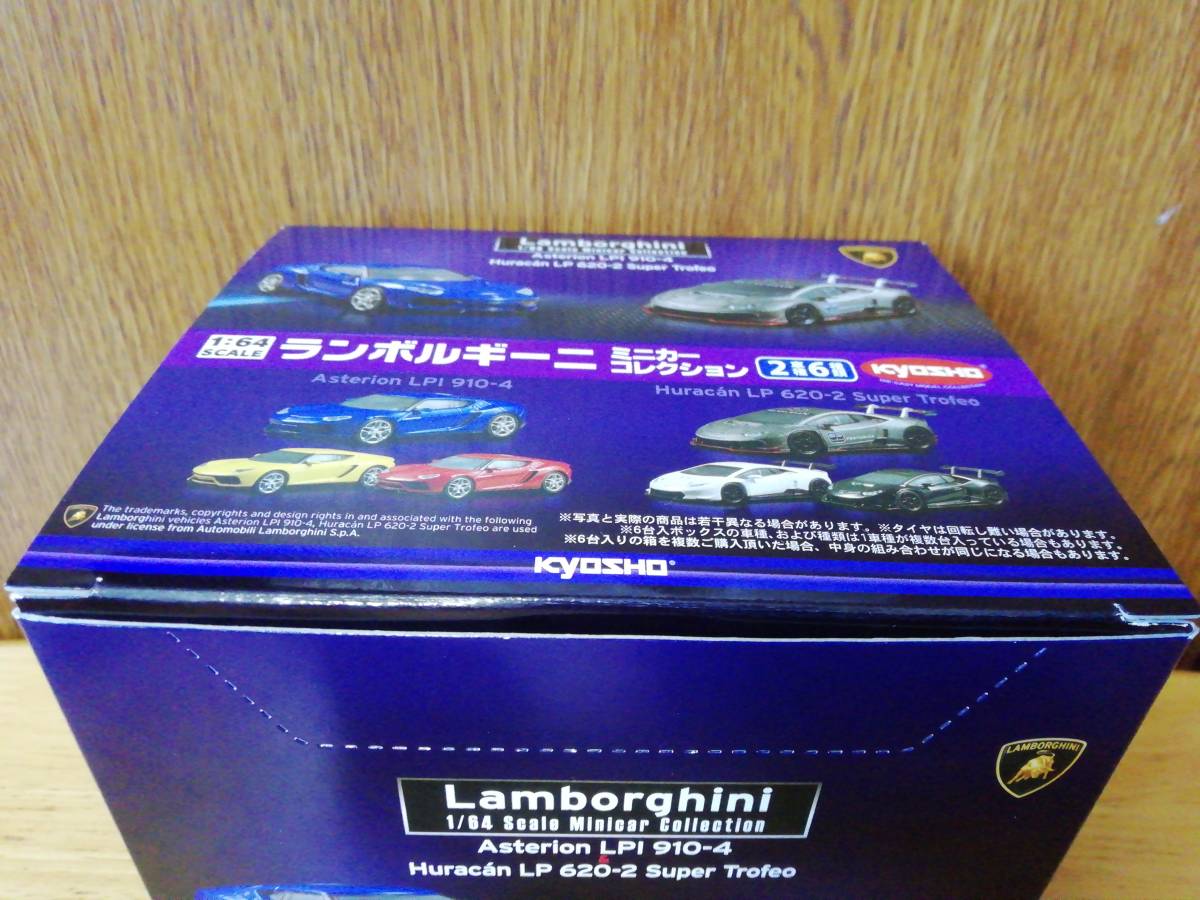 Lamborghini
1/64 Scale Minicar Collection
Asterion LPI 910-4
Huracán LP 620-2 Super Trofeo
1:64
SCALE
ランボルギーニ ミニカー
コレクション
2車種6種 KYOSHO
DIE-CAST MODEL COLLECTION
Asterion LPI 910-4
Huracán LP 620-2 Super Trofeo
The trademarks, copyrights and design rights in and associated with the following
Lamborghini vehicles Asterion LPI 910-4, Huracán LP 620-2 Super Trofeo are used
under license from Automobili Lamborghini S.p.A.
※写真と実際の商品は若干異なる場合があります。※タイヤは回転し難い場合があります。
※6台入ボックスの車種、および種類は1車種が複数台入っている場合もあります。
※6台入りの箱を複数ご購入頂いた場合、中身の組み合わせが同じになる場合もあります。
KYOSHO
LAMBORGHINI
Lamborghini
1/64 Scale Minicar Collection
Asterion LPI 910-4
&
Huracán LP 620-2 Super Trofeo